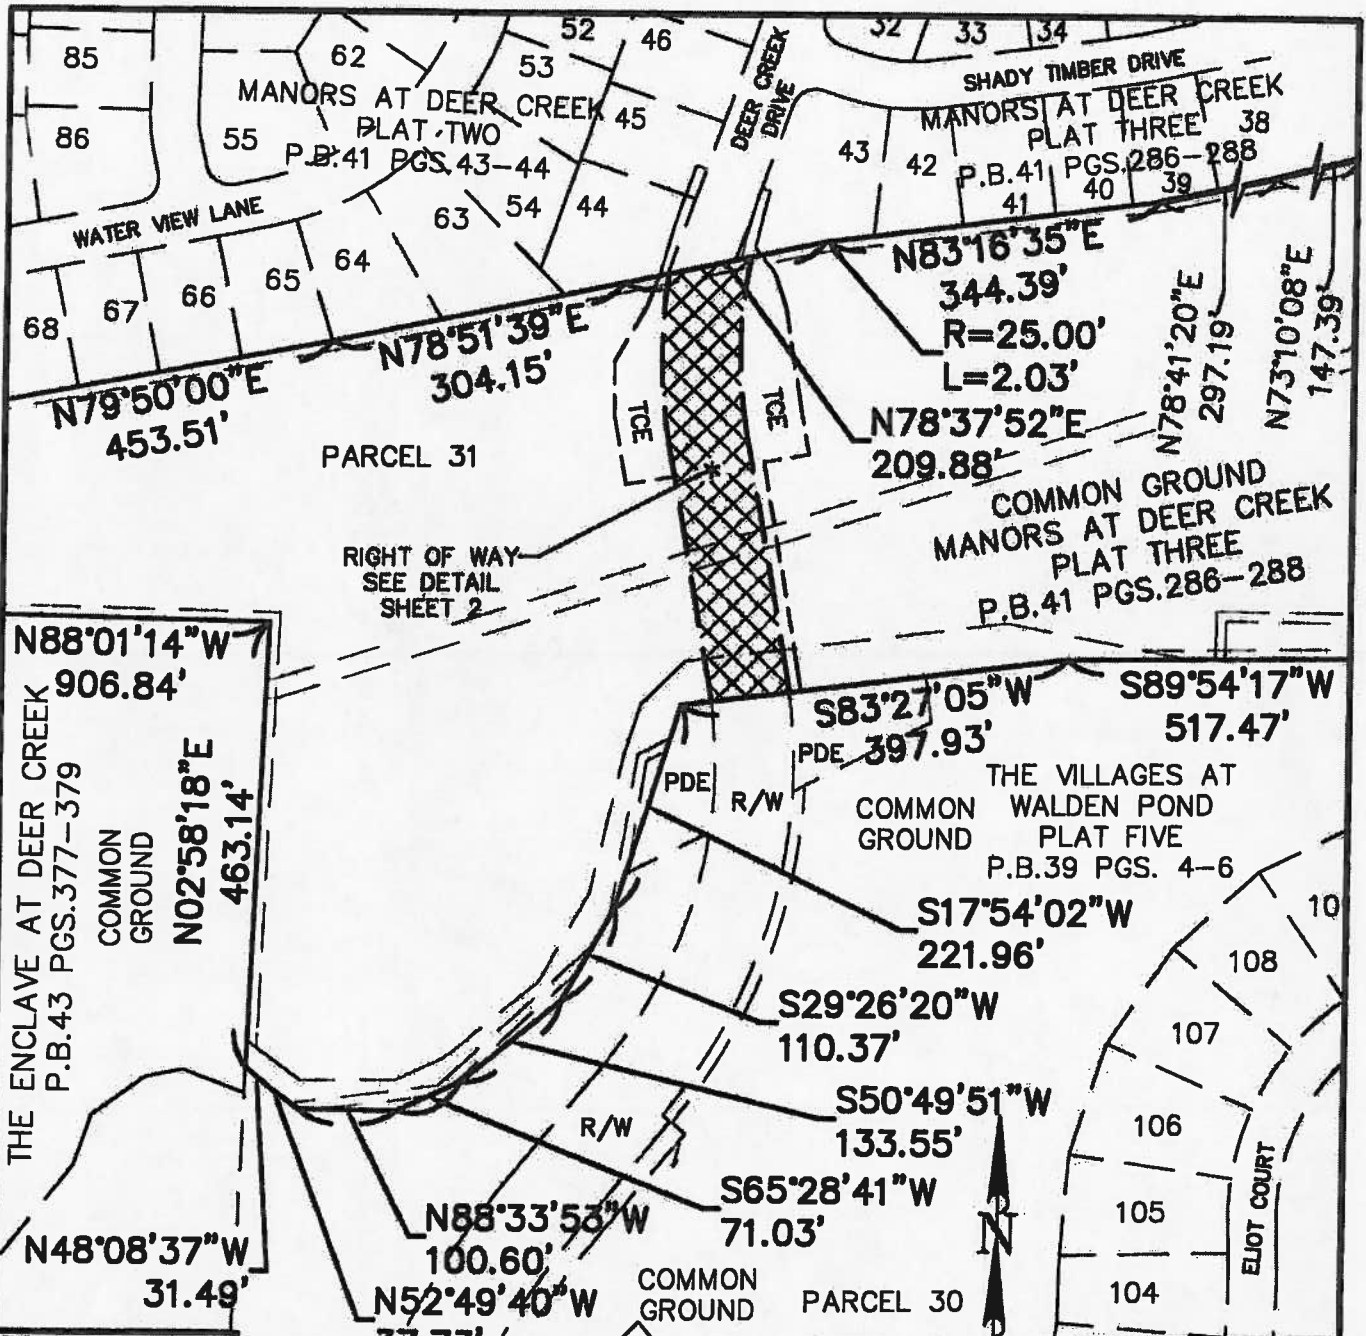 85
62
52
46
DEER CREEK
DRIVE
32
33
34
53
SHADY TIMBER DRIVE
MANORS AT DEER CREEK
PLAT TWO
P.B.41 PGS.43-44
86
55
45
43
42
MANORS AT DEER CREEK
PLAT THREE
P.B.41 PGS.286-288
38
41
40
39
WATER VIEW LANE
63
54
44
68
67
66
65
64
N83°16'35"E
344.39'
R=25.00'
L=2.03'
N78°41'20"E
297.19'
N73°10'08"E
147.39'
N79°50'00"E
453.51'
N78°51'39"E
304.15'
TCE
TCE
N78°37'52"E
209.88'
PARCEL 31
*
COMMON GROUND
MANORS AT DEER CREEK
PLAT THREE
P.B.41 PGS.286-288
RIGHT OF WAY
SEE DETAIL
SHEET 2
N88°01'14"W
906.84'
THE ENCLAVE AT DEER CREEK
P.B.43 PGS.377-379
COMMON
GROUND
N02°58'18"E
463.14'
S83°27'05"W
397.93'
S89°54'17"W
517.47'
PDE
PDE
R/W
COMMON
GROUND
THE VILLAGES AT
WALDEN POND
PLAT FIVE
P.B.39 PGS. 4-6
S17°54'02"W
221.96'
10
108
S29°26'20"W
110.37'
107
S50°49'51"W
133.55'
R/W
106
S65°28'41"W
71.03'
N
105
ELIOT COURT
N88°33'53"W
100.60'
N48°08'37"W
31.49'
N52°49'40"W
COMMON
GROUND
PARCEL 30
104